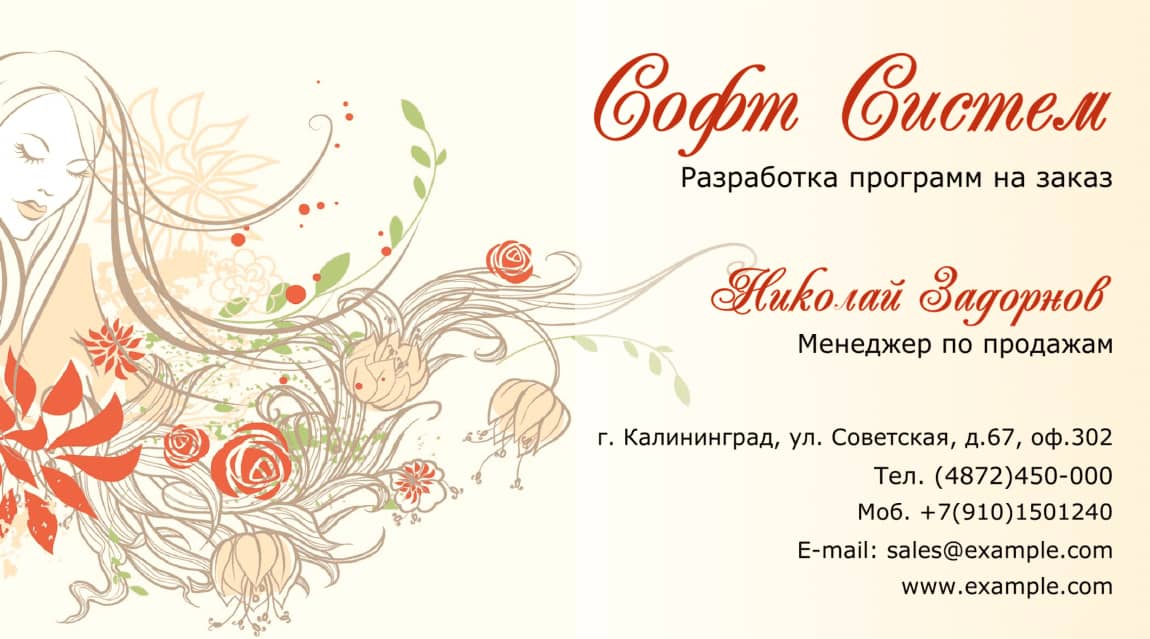 Софт Систем
Разработка программ на заказ
Николай Задорнов
Менеджер по продажам
г. Калининград, ул. Советская, д.67, оф.302
Тел. (4872)450-000
Моб. +7(910)1501240
E-mail: sales@example.com
www.example.com